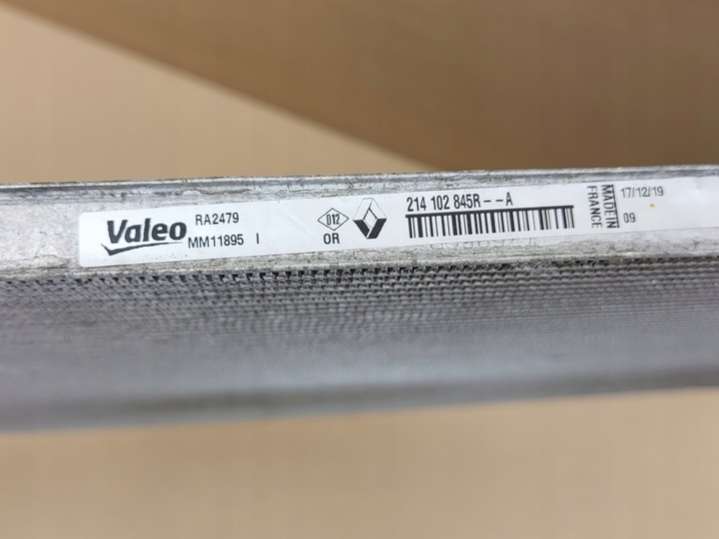 Valeo
RA2479
MM11895 I
D12
OR
214 102 845R--A
MADE IN
FRANCE
17/12/19
09